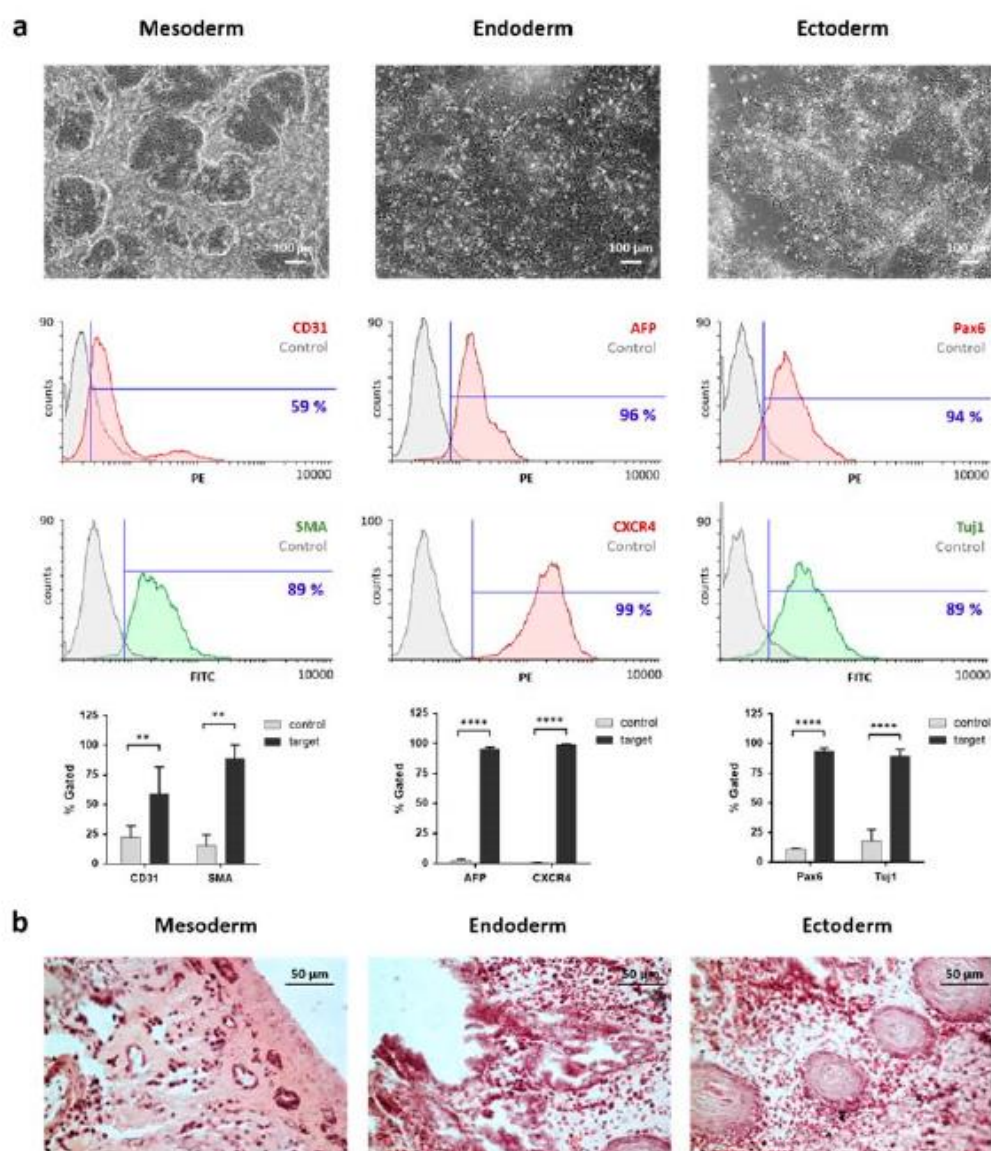 a
Mesoderm Endoderm Ectoderm
100 µm 100 µm 100 µm
90 CD31 Control counts 59 % 10000 PE
90 AFP Control counts 96 % 10000 PE
90 Pax6 Control counts 94 % 10000 PE
90 SMA Control counts 89 % 10000 FITC
100 CXCR4 Control counts 99 % 10000 PE
90 Tuj1 Control counts 89 % 10000 FITC
125 100 75 50 25 0 % Gated ** ** control target CD31 SMA
125 100 75 50 25 0 % Gated **** **** control target AFP CXCR4
125 100 75 50 25 0 % Gated **** **** control target Pax6 Tuj1
b
Mesoderm Endoderm Ectoderm
50 µm 50 µm 50 µm